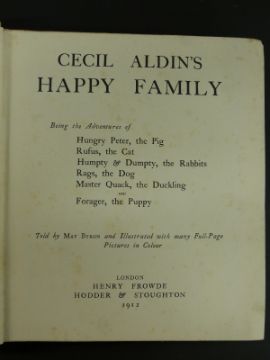 CECIL ALDIN'S
HAPPY FAMILY
Being the Adventures of
Hungry Peter, the Pig
Rufus, the Cat
Humpty & Dumpty, the Rabbits
Rags, the Dog
Master Quack, the Duckling
AND
Forager, the Puppy
Told by MAY BYRON and Illustrated with many Full-Page
Pictures in Colour
LONDON
HENRY FROWDE
HODDER & STOUGHTON
1912